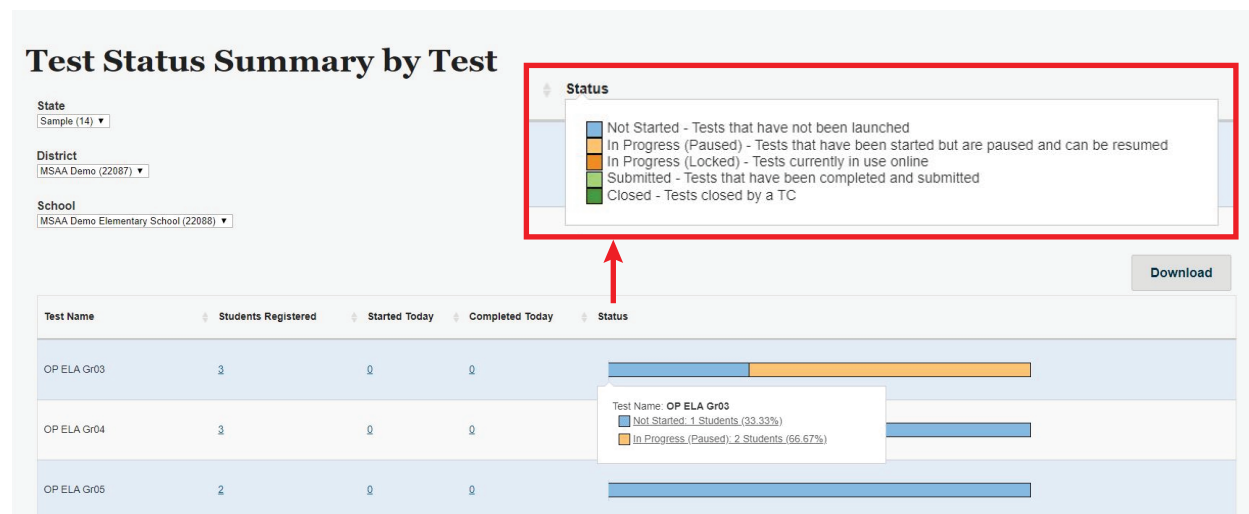 Test Status Summary by Test
State
Sample (14) ▼
District
MSAA Demo (22087) ▼
School
MSAA Demo Elementary School (22088) ▼
Status
Not Started - Tests that have not been launched
In Progress (Paused) - Tests that have been started but are paused and can be resumed
In Progress (Locked) - Tests currently in use online
Submitted - Tests that have been completed and submitted
Closed - Tests closed by a TC
Download
Test Name Students Registered Started Today Completed Today Status
OP ELA Gr03 3 0 0
Test Name: OP ELA Gr03
Not Started: 1 Students (33.33%)
In Progress (Paused): 2 Students (66.67%)
OP ELA Gr04 3 0 0
OP ELA Gr05 2 0 0